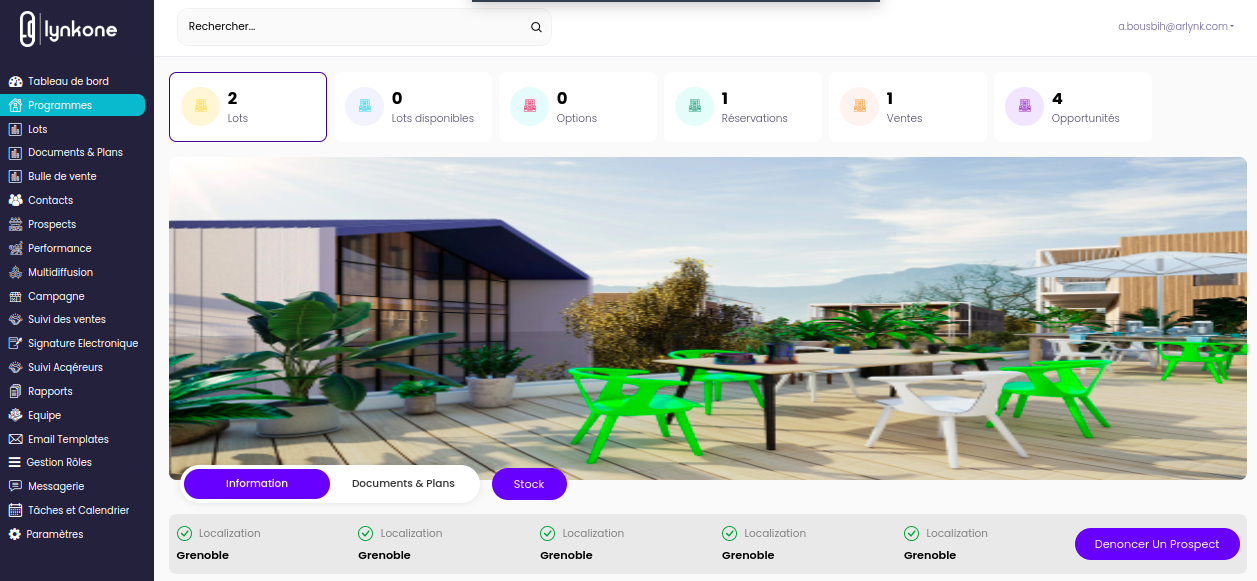 lynkone
Rechercher...
a.bousbih@arlynk.com
Tableau de bord
Programmes
Lots
Documents & Plans
Bulle de vente
Contacts
Prospects
Performance
Multidiffusion
Campagne
Suivi des ventes
Signature Electronique
Suivi Acqéreurs
Rapports
Equipe
Email Templates
Gestion Rôles
Messagerie
Tâches et Calendrier
Paramètres
2
Lots
0
Lots disponibles
0
Options
1
Réservations
1
Ventes
4
Opportunités
Information
Documents & Plans
Stock
Localization
Grenoble
Localization
Grenoble
Localization
Grenoble
Localization
Grenoble
Localization
Grenoble
Denoncer Un Prospect